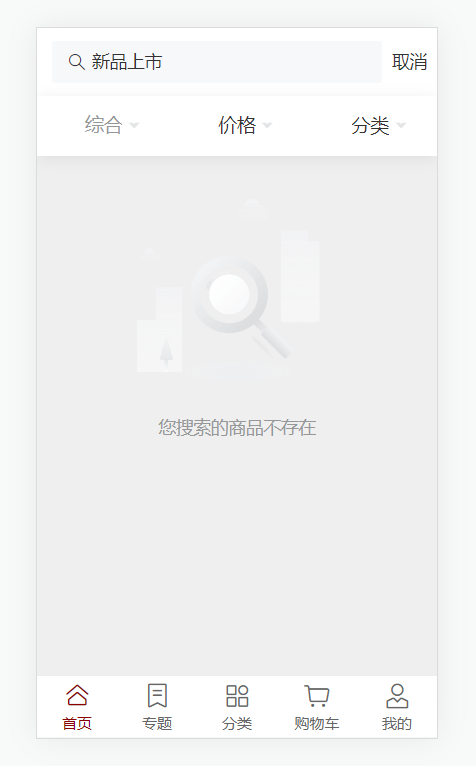 新品上市 取消
综合 价格 分类
您搜索的商品不存在
首页 专题 分类 购物车 我的